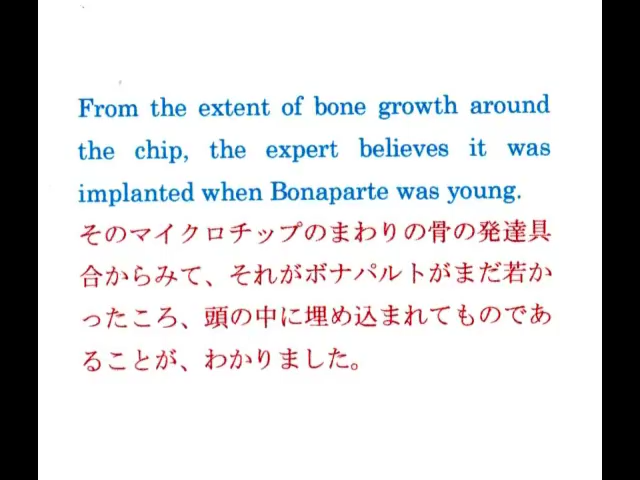 From the extent of bone growth around
the chip, the expert believes it was
implanted when Bonaparte was young.
そのマイクロチップのまわりの骨の発達具
合からみて、それがボナパルトがまだ若か
ったころ、頭の中に埋め込まれてものであ
ることが、わかりました。